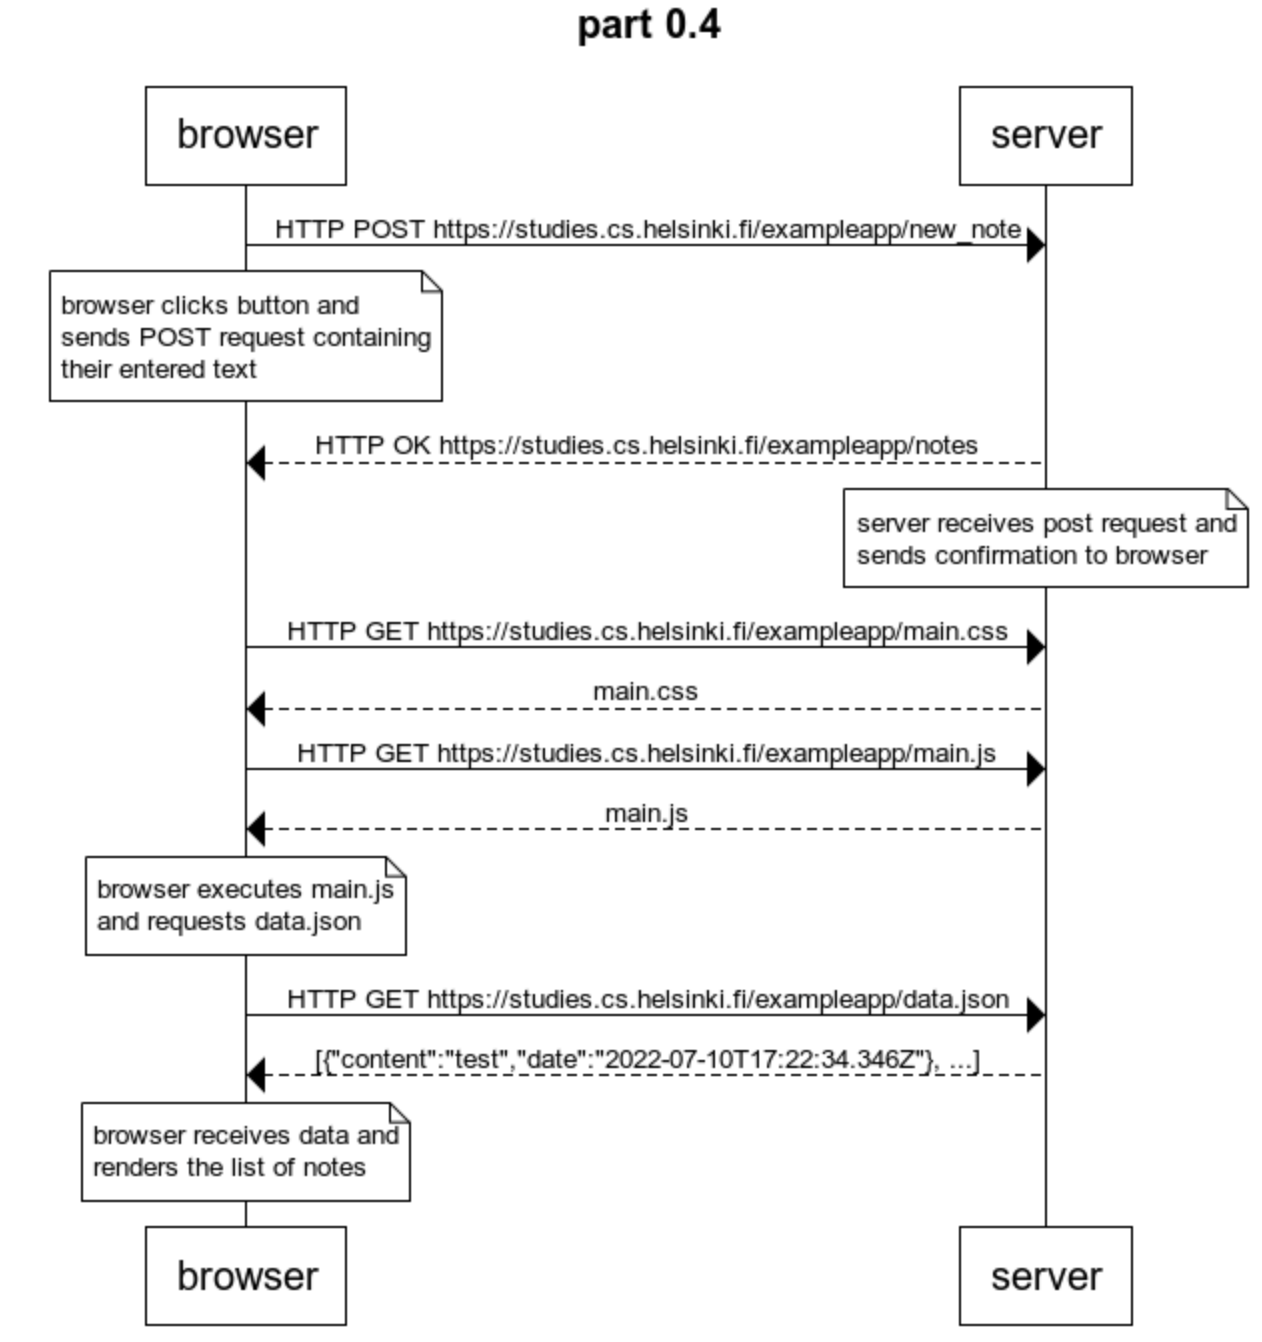 part 0.4
browser
server
HTTP POST https://studies.cs.helsinki.fi/exampleapp/new_note
browser clicks button and
sends POST request containing
their entered text
HTTP OK https://studies.cs.helsinki.fi/exampleapp/notes
server receives post request and
sends confirmation to browser
HTTP GET https://studies.cs.helsinki.fi/exampleapp/main.css
main.css
HTTP GET https://studies.cs.helsinki.fi/exampleapp/main.js
main.js
browser executes main.js
and requests data.json
HTTP GET https://studies.cs.helsinki.fi/exampleapp/data.json
[{"content":"test","date":"2022-07-10T17:22:34.346Z"}, ...]
browser receives data and
renders the list of notes
browser
server